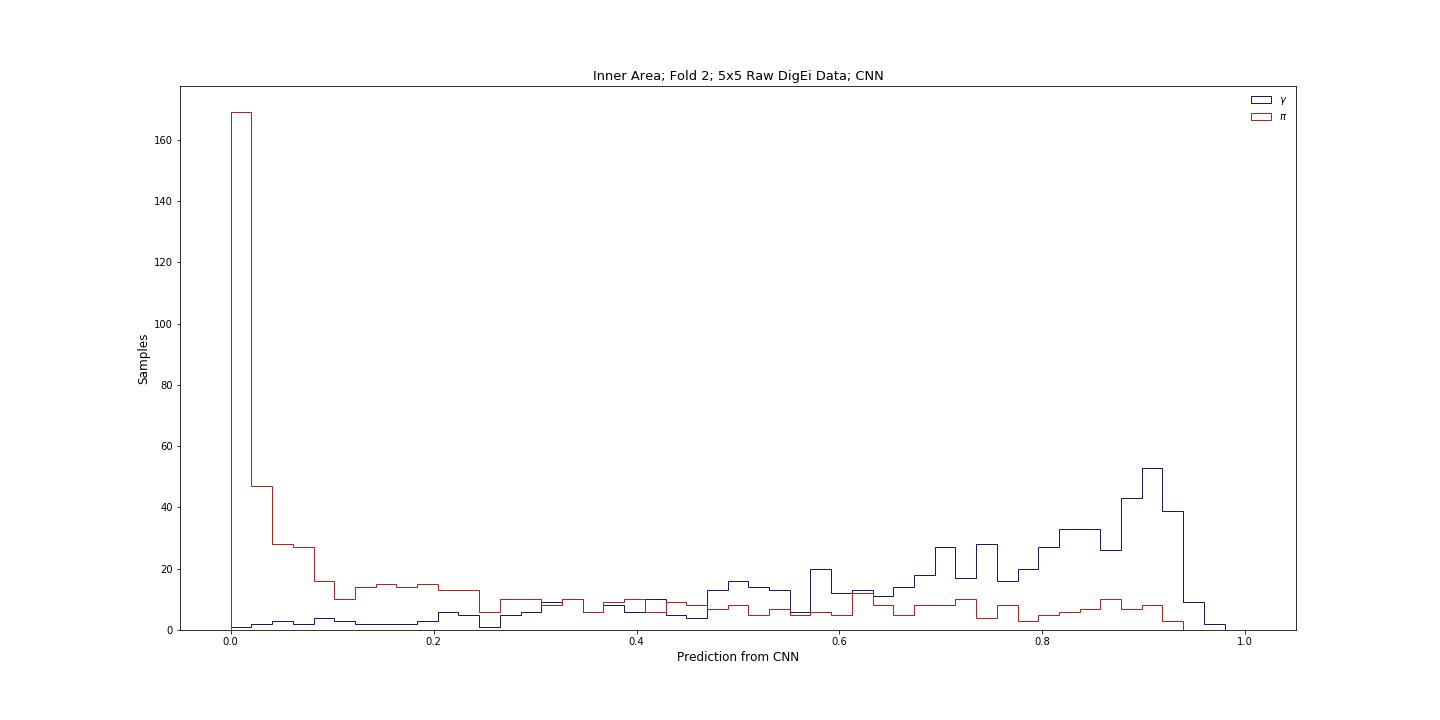 Inner Area; Fold 2; 5x5 Raw DigEi Data; CNN
γ
π
160
140
120
100
80
60
40
20
0
Samples
0.0 0.2 0.4 0.6 0.8 1.0
Prediction from CNN